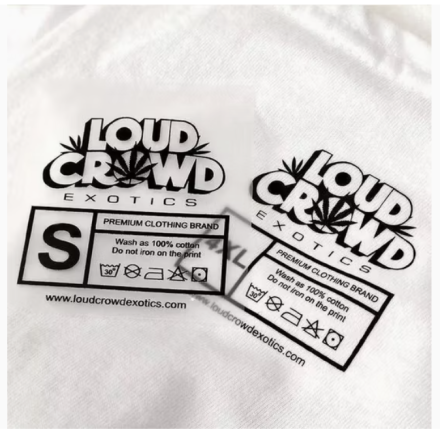 LOUD
CROWD
EXOTICS
S
PREMIUM CLOTHING BRAND
Wash as 100% cotton
Do not iron on the print
30°
www.loudcrowdexotics.com
LOUD
CROWD
EXOTICS
4XL
PREMIUM CLOTHING BRAND
Wash as 100% cotton
Do not iron on the print
30°
www.loudcrowdexotics.com